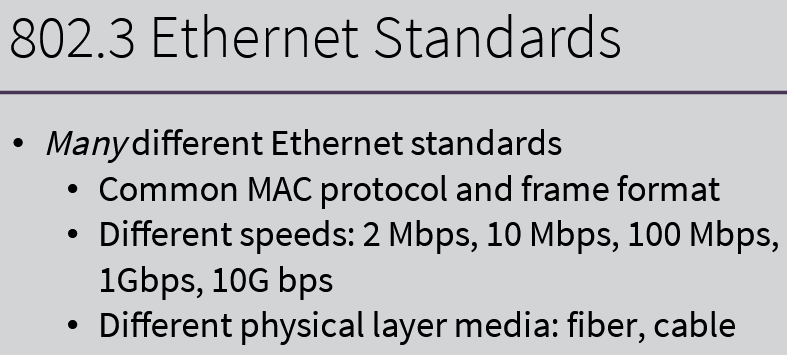 802.3 Ethernet Standards
• Many different Ethernet standards
• Common MAC protocol and frame format
• Different speeds: 2 Mbps, 10 Mbps, 100 Mbps,
1Gbps, 10G bps
• Different physical layer media: fiber, cable